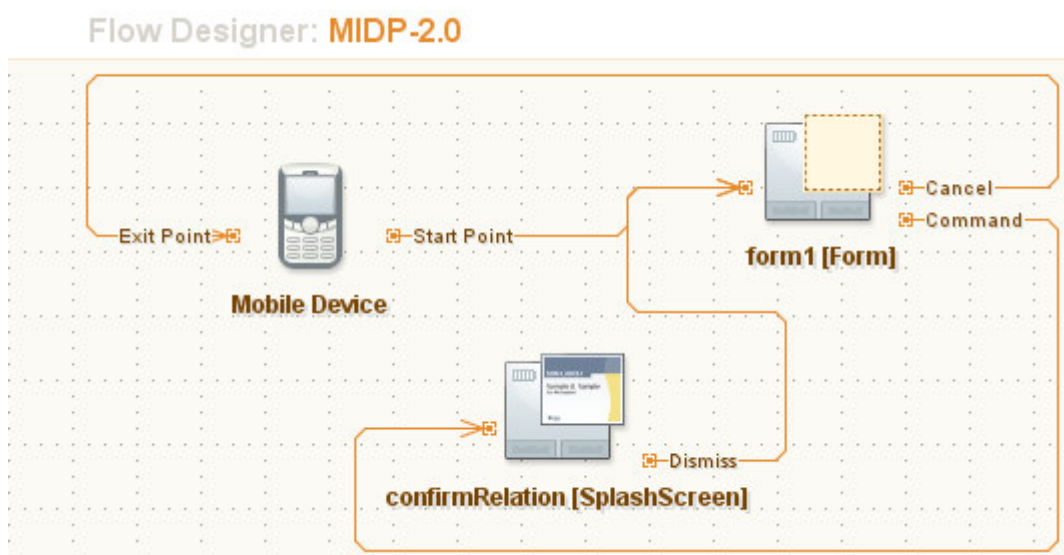 Flow Designer: MIDP-2.0
Cancel
Command
Exit Point
Start Point
form1 [Form]
Mobile Device
Dismiss
confirmRelation [SplashScreen]